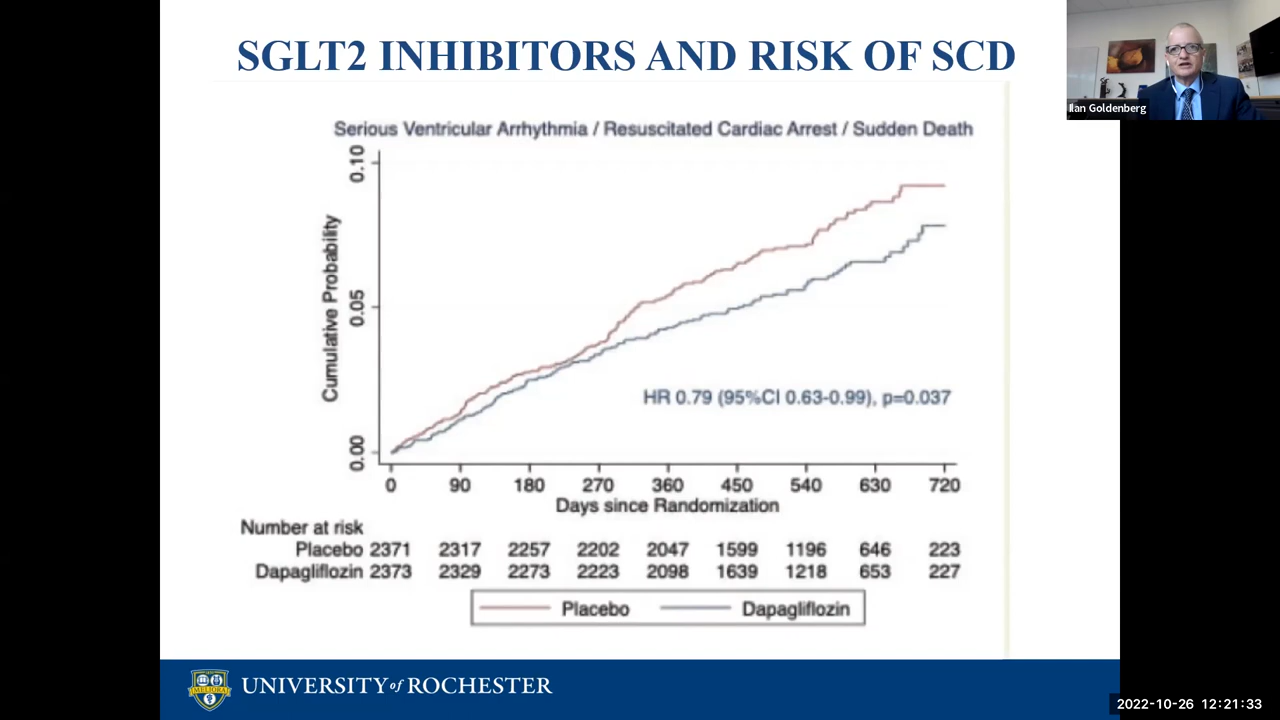 SGLT2 INHIBITORS AND RISK OF SCD
Ilan Goldenberg
Serious Ventricular Arrhythmia / Resuscitated Cardiac Arrest / Sudden Death
Cumulative Probability
0.10
0.05
0.00
HR 0.79 (95%CI 0.63-0.99), p=0.037
0 90 180 270 360 450 540 630 720
Days since Randomization
Number at risk
Placebo 2371 2317 2257 2202 2047 1599 1196 646 223
Dapagliflozin 2373 2329 2273 2223 2098 1639 1218 653 227
Placebo Dapagliflozin
MELIORA
UNIVERSITY of ROCHESTER
2022-10-26 12:21:33